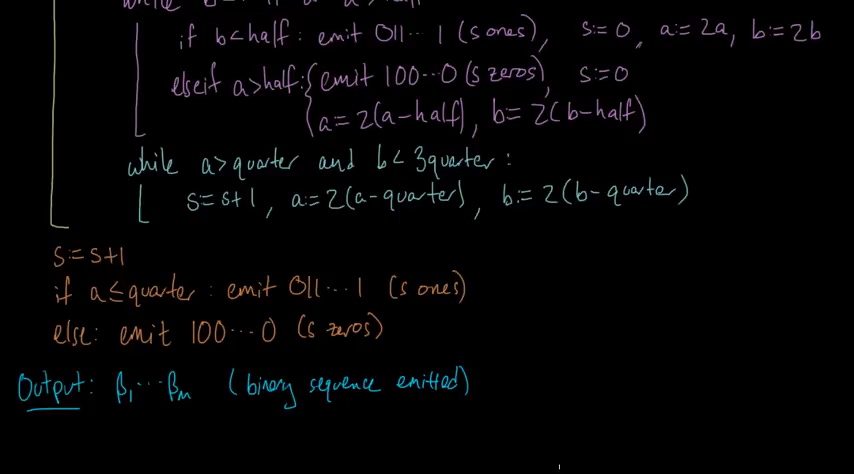 if b<half : emit 011⋯1 (s ones), s:=0, a:=2a, b:=2b
elseif a>half:{emit 100⋯0 (s zeros), s:=0
{a:=2(a-half), b:=2(b-half)
while a>quarter and b<3quarter :
s:=s+1, a:=2(a-quarter), b:=2(b-quarter)
s:=s+1
if a≤quarter : emit 011⋯1 (s ones)
else: emit 100⋯0 (s zeros)
Output: β₁⋯βₘ (binary sequence emitted)